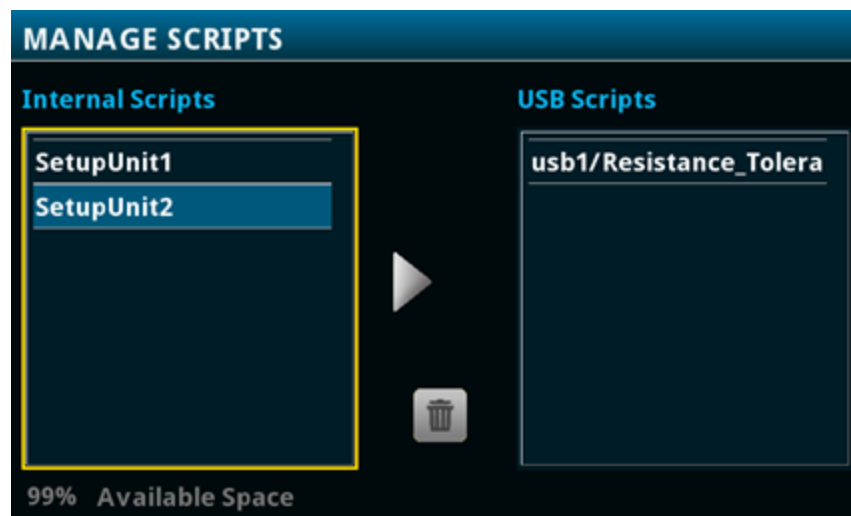 MANAGE SCRIPTS
Internal Scripts
USB Scripts
SetupUnit1
usb1/Resistance_Tolera
SetupUnit2
99% Available Space